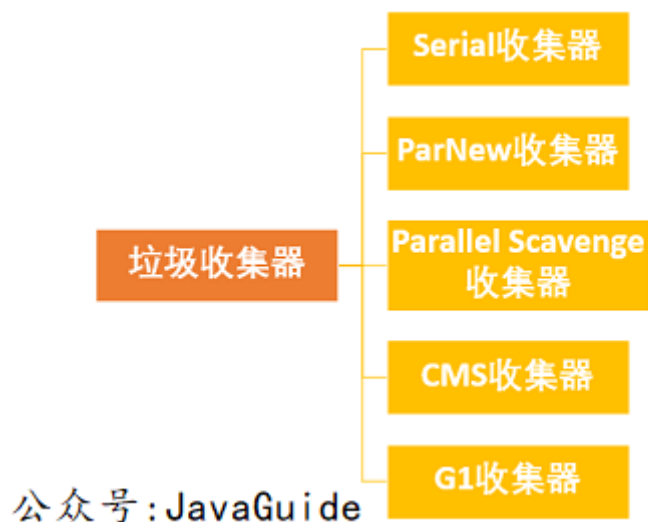 Serial收集器
ParNew收集器
垃圾收集器
Parallel Scavenge
收集器
CMS收集器
G1收集器
公众号:JavaGuide